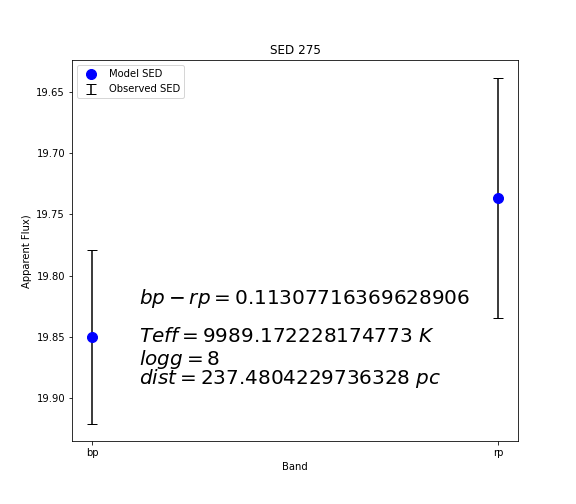 SED 275
Model SED
Observed SED
19.65
19.70
19.75
19.80
19.85
19.90
Apparent Flux)
bp − rp = 0.11307716369628906
Teff = 9989.172228174773 K
logg = 8
dist = 237.4804229736328 pc
bp
rp
Band